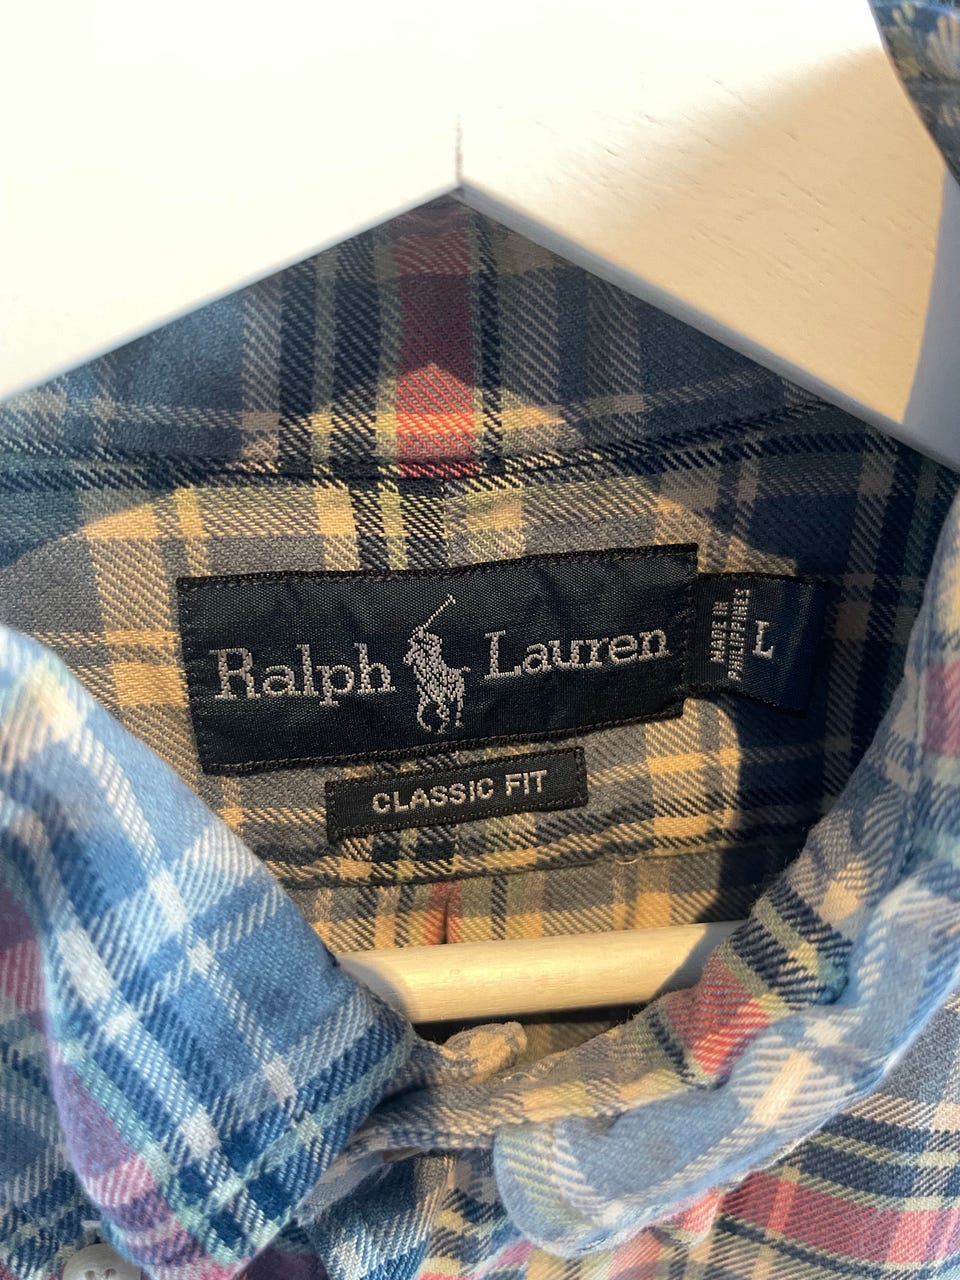 Ralph Lauren
MADE IN
PHILIPPINES
L
CLASSIC FIT